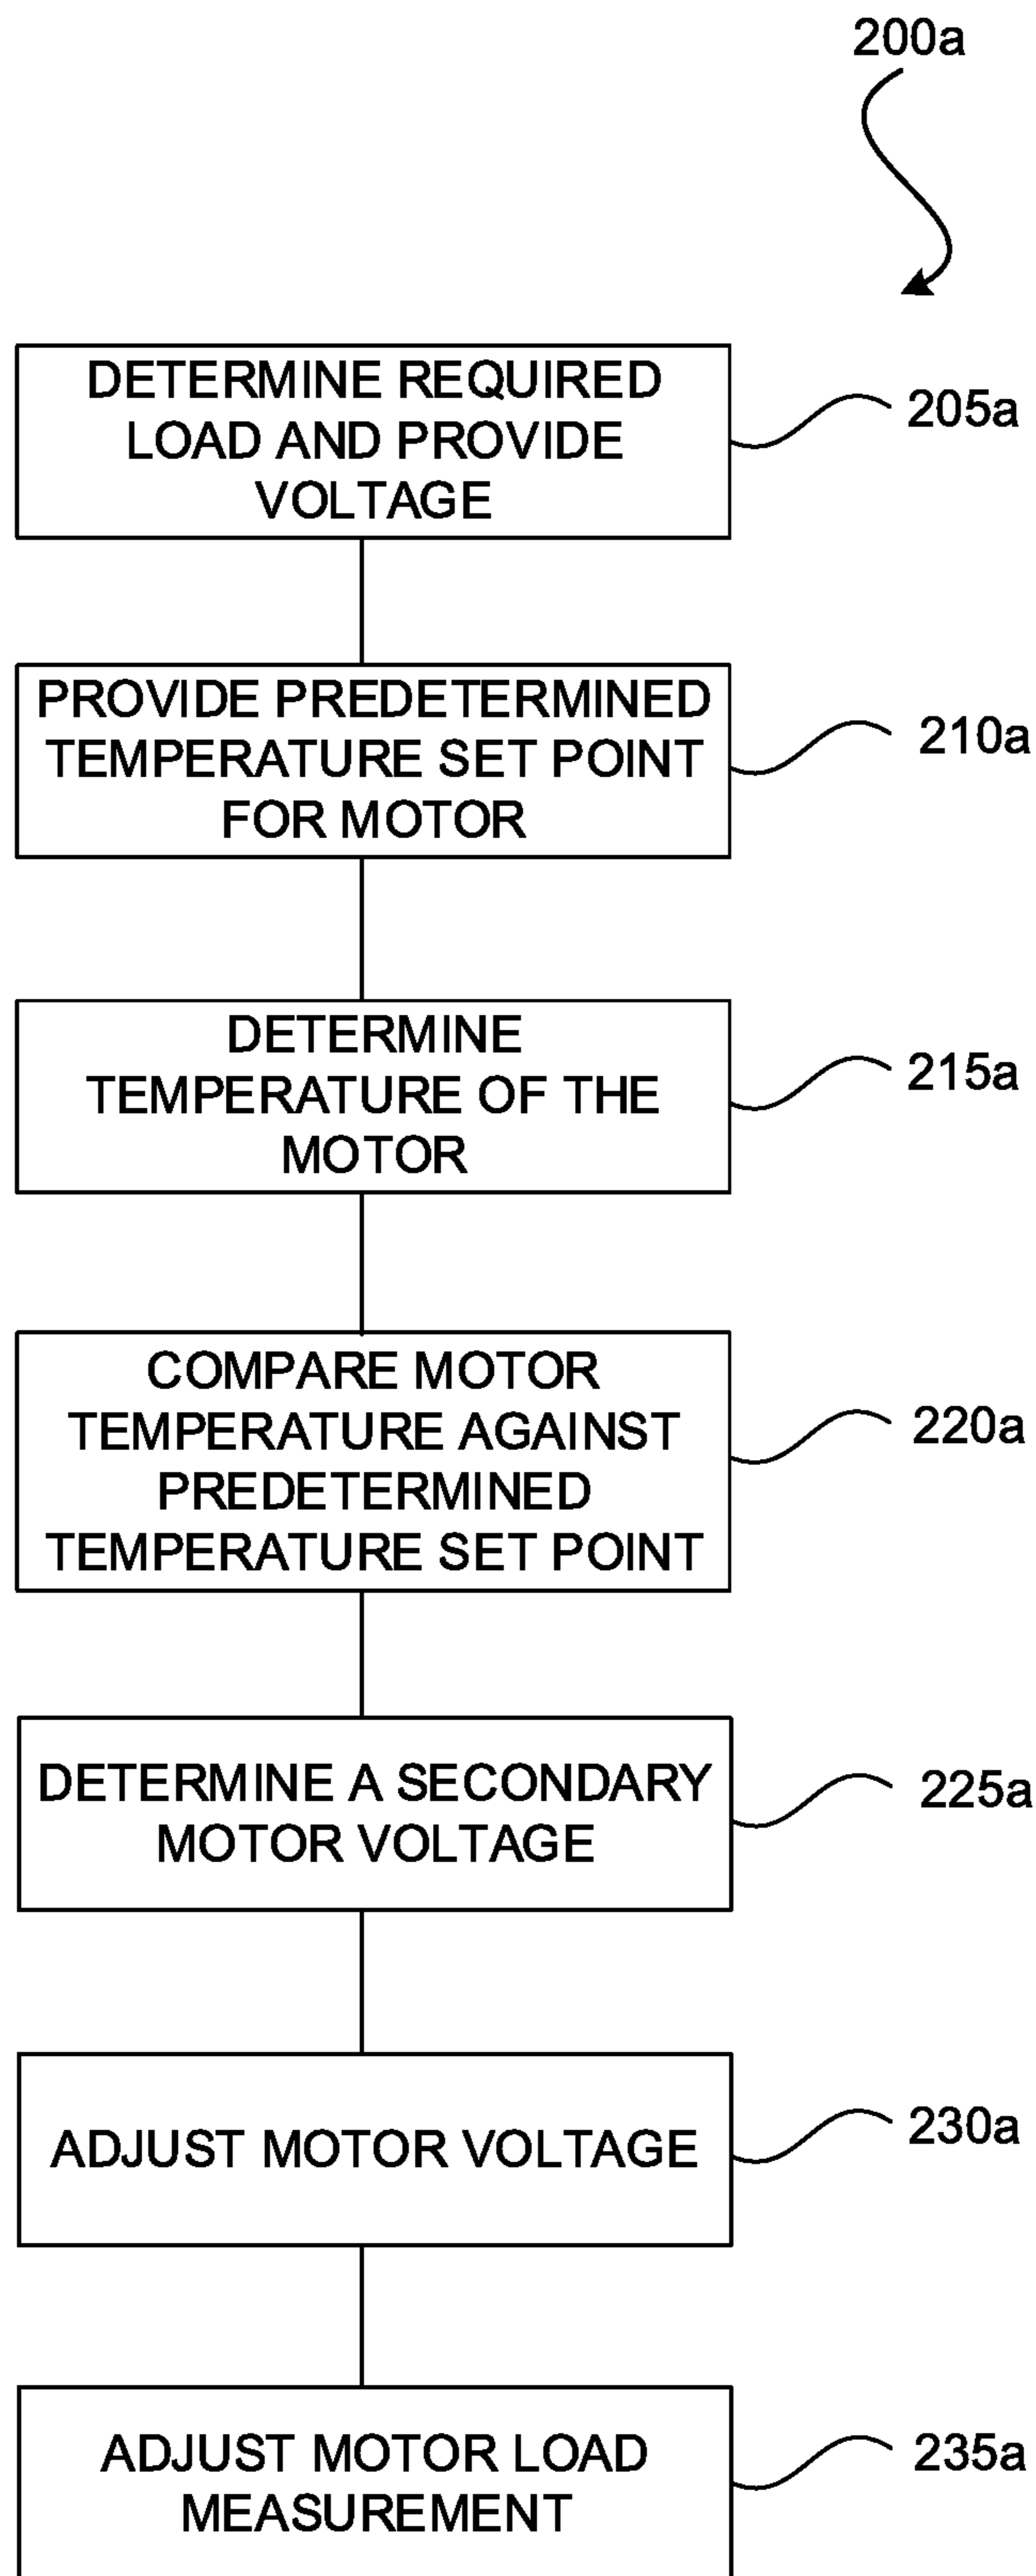 200a
DETERMINE REQUIRED
LOAD AND PROVIDE
VOLTAGE
205a
PROVIDE PREDETERMINED
TEMPERATURE SET POINT
FOR MOTOR
210a
DETERMINE
TEMPERATURE OF THE
MOTOR
215a
COMPARE MOTOR
TEMPERATURE AGAINST
PREDETERMINED
TEMPERATURE SET POINT
220a
DETERMINE A SECONDARY
MOTOR VOLTAGE
225a
ADJUST MOTOR VOLTAGE
230a
ADJUST MOTOR LOAD
MEASUREMENT
235a